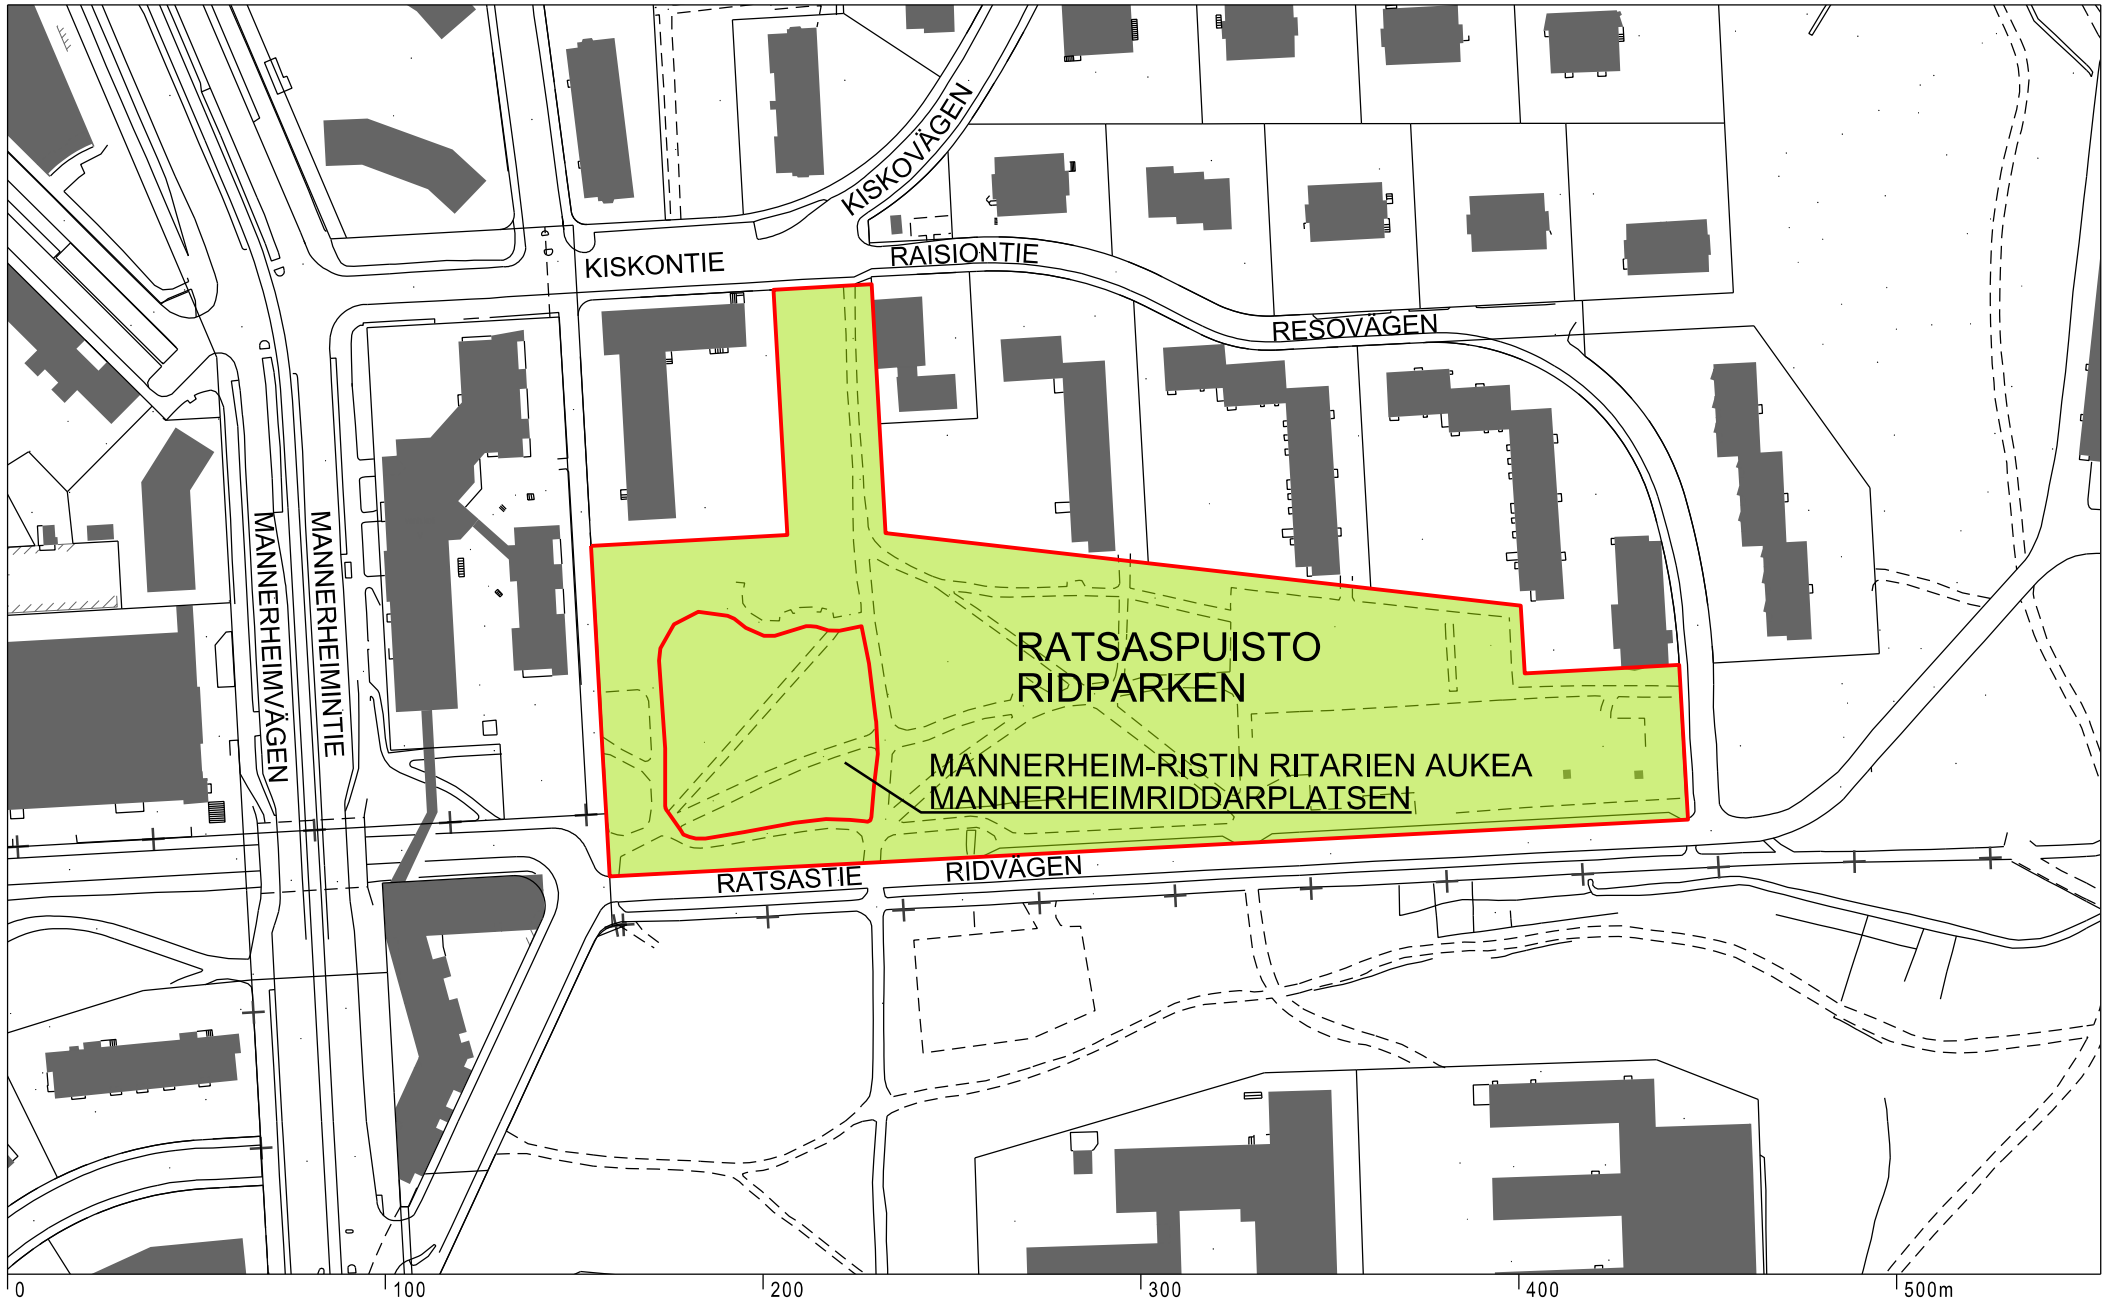 KISKOVÄGEN
KISKONTIE
RAISIONTIE
RESOVÄGEN
MANNERHEIMVÄGEN
MANNERHEIMINTIE
RATSASPUISTO
RIDPARKEN
MANNERHEIM-RISTIN RITARIEN AUKEA
MANNERHEIMRIDDARPLATSEN
RATSASTIE
RIDVÄGEN
0 100 200 300 400 500m